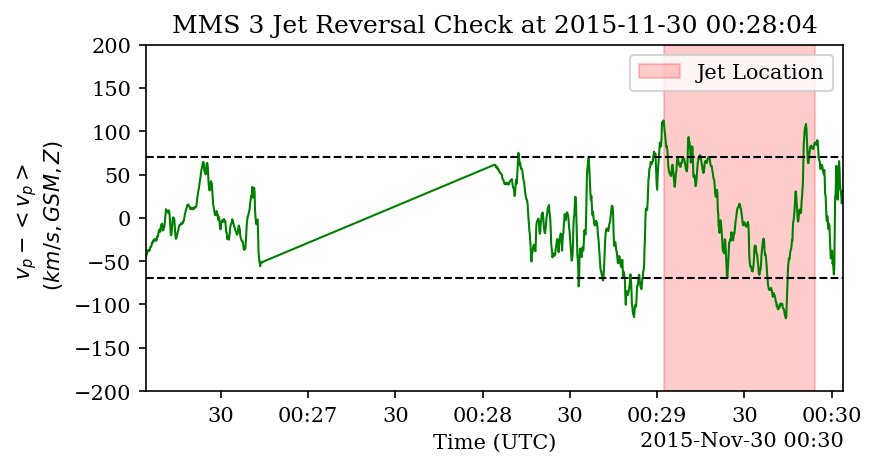 MMS 3 Jet Reversal Check at 2015-11-30 00:28:04
200
150
100
50
0
−50
−100
−150
−200
v_p − < v_p >
(km/s, GSM, Z)
Jet Location
30
00:27
30
00:28
30
00:29
30
00:30
Time (UTC)
2015-Nov-30 00:30